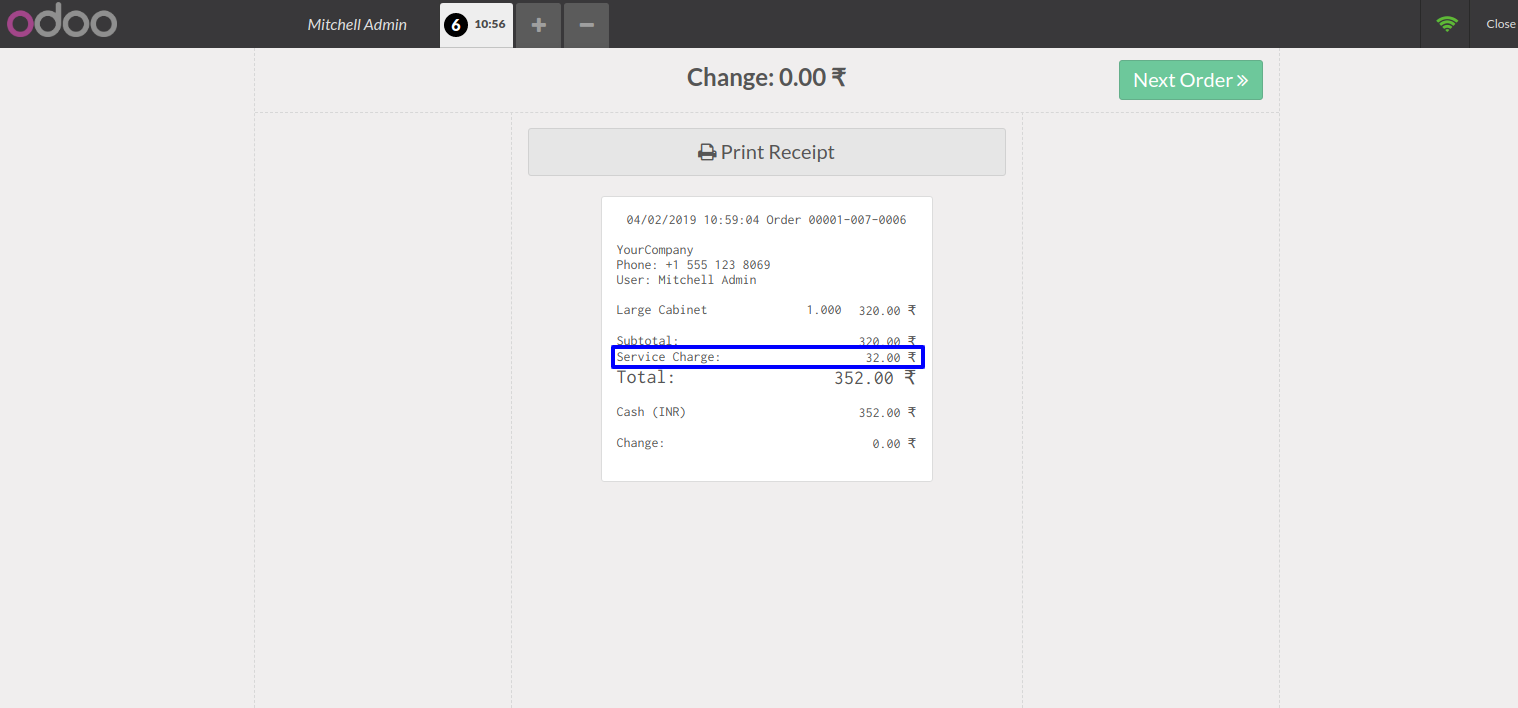 odoo Mitchell Admin 6 10:56 + − Close
Change: 0.00 ₹
Next Order »
Print Receipt
04/02/2019 10:59:04 Order 00001-007-0006
YourCompany
Phone: +1 555 123 8069
User: Mitchell Admin
Large Cabinet 1.000 320.00 ₹
Subtotal: 320.00 ₹
Service Charge: 32.00 ₹
Total: 352.00 ₹
Cash (INR) 352.00 ₹
Change: 0.00 ₹